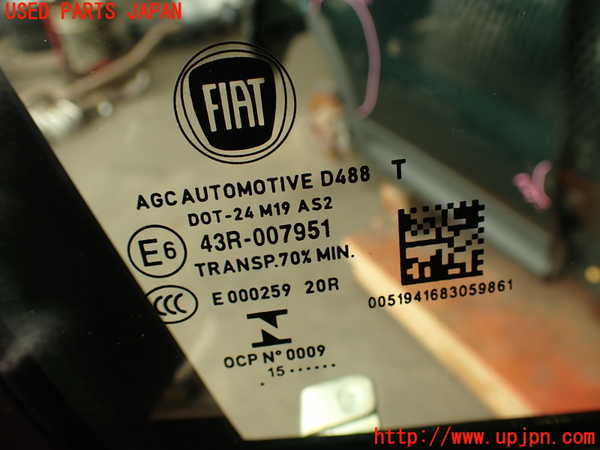 USED PARTS JAPAN
FIAT
AGC AUTOMOTIVE D488 T
DOT-24 M19 AS2
E6 43R-007951
TRANSP.70% MIN.
CCC E 000259 20R
OCP N° 0009
.15......
0051941683059861
http://www.upjpn.com/